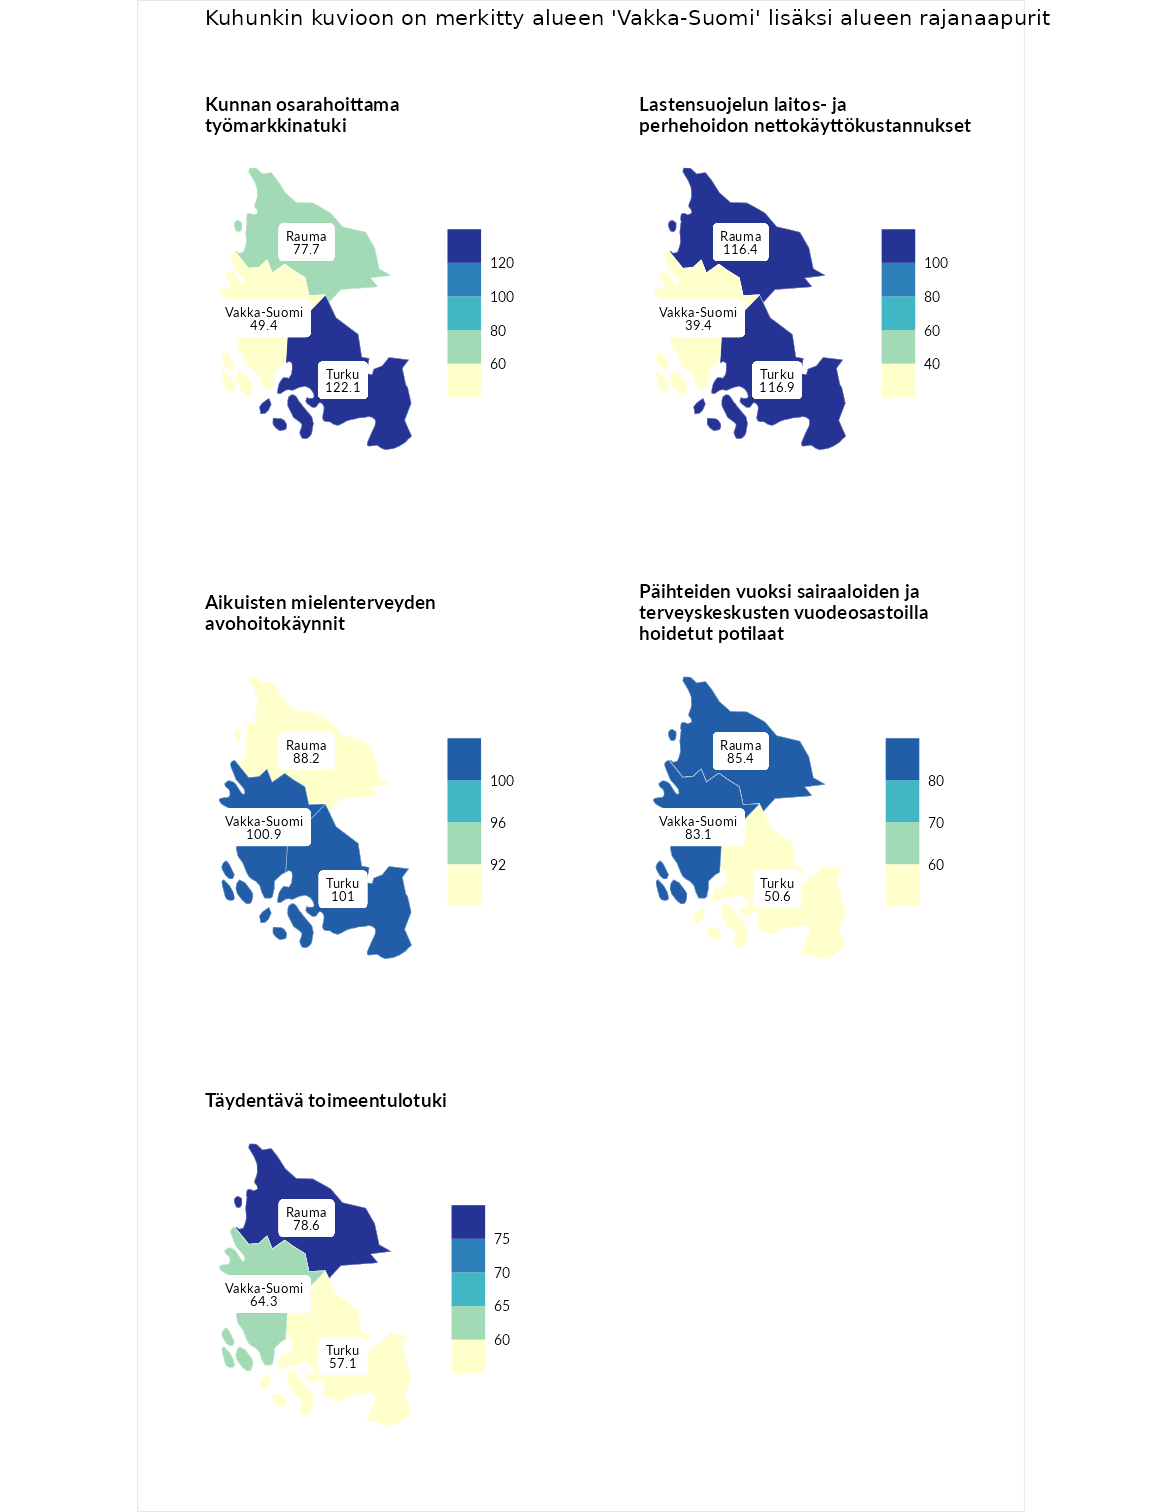 Kuhunkin kuvioon on merkitty alueen 'Vakka-Suomi' lisäksi alueen rajanaapurit
Kunnan osarahoittama
työmarkkinatuki
Rauma
77.7
Vakka-Suomi
49.4
Turku
122.1
120
100
80
60
Lastensuojelun laitos- ja
perhehoidon nettokäyttökustannukset
Rauma
116.4
Vakka-Suomi
39.4
Turku
116.9
100
80
60
40
Aikuisten mielenterveyden
avohoitokäynnit
Rauma
88.2
Vakka-Suomi
100.9
Turku
101
100
96
92
Päihteiden vuoksi sairaaloiden ja
terveyskeskusten vuodeosastoilla
hoidetut potilaat
Rauma
85.4
Vakka-Suomi
83.1
Turku
50.6
80
70
60
Täydentävä toimeentulotuki
Rauma
78.6
Vakka-Suomi
64.3
Turku
57.1
75
70
65
60